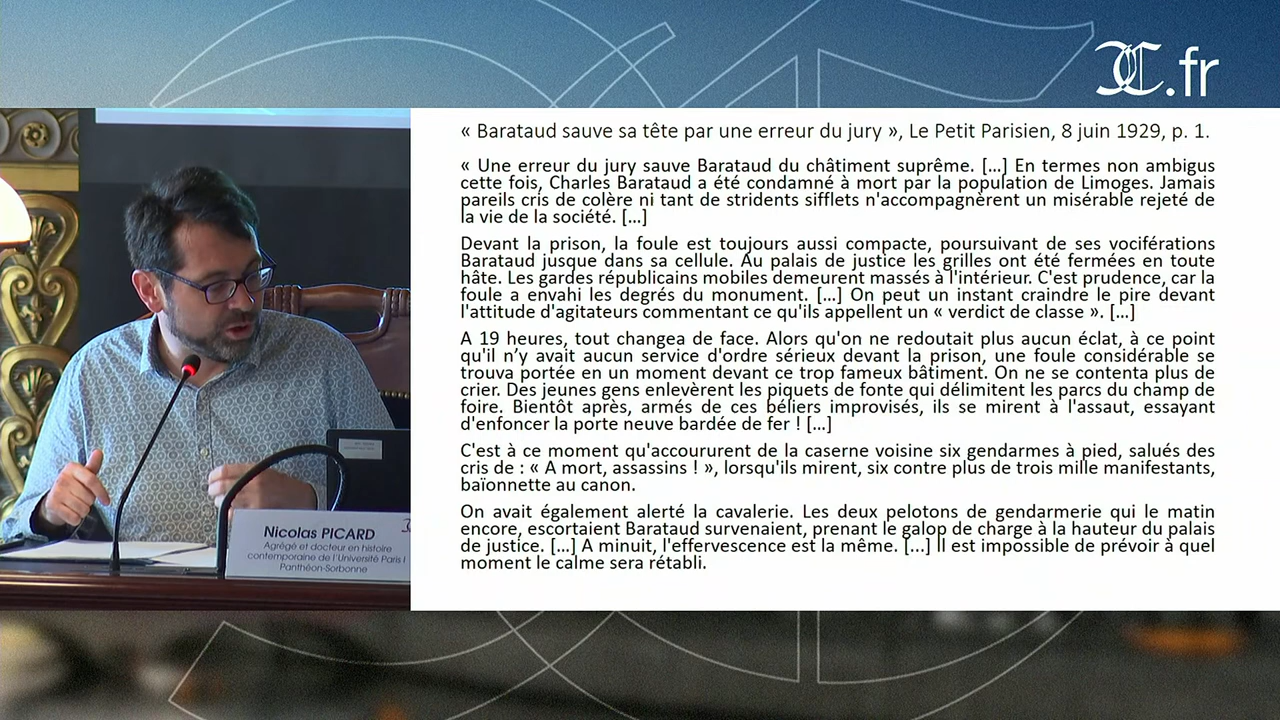 CC.fr
« Barataud sauve sa tête par une erreur du jury », Le Petit Parisien, 8 juin 1929, p. 1.
« Une erreur du jury sauve Barataud du châtiment suprême. [...] En termes non ambigus
cette fois, Charles Barataud a été condamné à mort par la population de Limoges. Jamais
pareils cris de colère ni tant de stridents sifflets n'accompagnèrent un misérable rejeté de
la vie de la société. [...]
Devant la prison, la foule est toujours aussi compacte, poursuivant de ses vociférations
Barataud jusque dans sa cellule. Au palais de justice les grilles ont été fermées en toute
hâte. Les gardes républicains mobiles demeurent massés à l'intérieur. C'est prudence, car la
foule a envahi les degrés du monument. [...] On peut un instant craindre le pire devant
l'attitude d'agitateurs commentant ce qu'ils appellent un « verdict de classe ». [...]
A 19 heures, tout changea de face. Alors qu'on ne redoutait plus aucun éclat, à ce point
qu'il n'y avait aucun service d'ordre sérieux devant la prison, une foule considérable se
trouva portée en un moment devant ce trop fameux bâtiment. On ne se contenta plus de
crier. Des jeunes gens enlevèrent les piquets de fonte qui délimitent les parcs du champ de
foire. Bientôt après, armés de ces béliers improvisés, ils se mirent à l'assaut, essayant
d'enfoncer la porte neuve bardée de fer ! [...]
C'est à ce moment qu'accoururent de la caserne voisine six gendarmes à pied, salués des
cris de : « A mort, assassins ! », lorsqu'ils mirent, six contre plus de trois mille manifestants,
baïonnette au canon.
On avait également alerté la cavalerie. Les deux pelotons de gendarmerie qui le matin
encore, escortaient Barataud survenaient, prenant le galop de charge à la hauteur du palais
de justice. [...] A minuit, l'effervescence est la même. [...] Il est impossible de prévoir à quel
moment le calme sera rétabli.
Nicolas PICARD
Agrégé et docteur en histoire
contemporaine de l'Université Paris I
Panthéon-Sorbonne